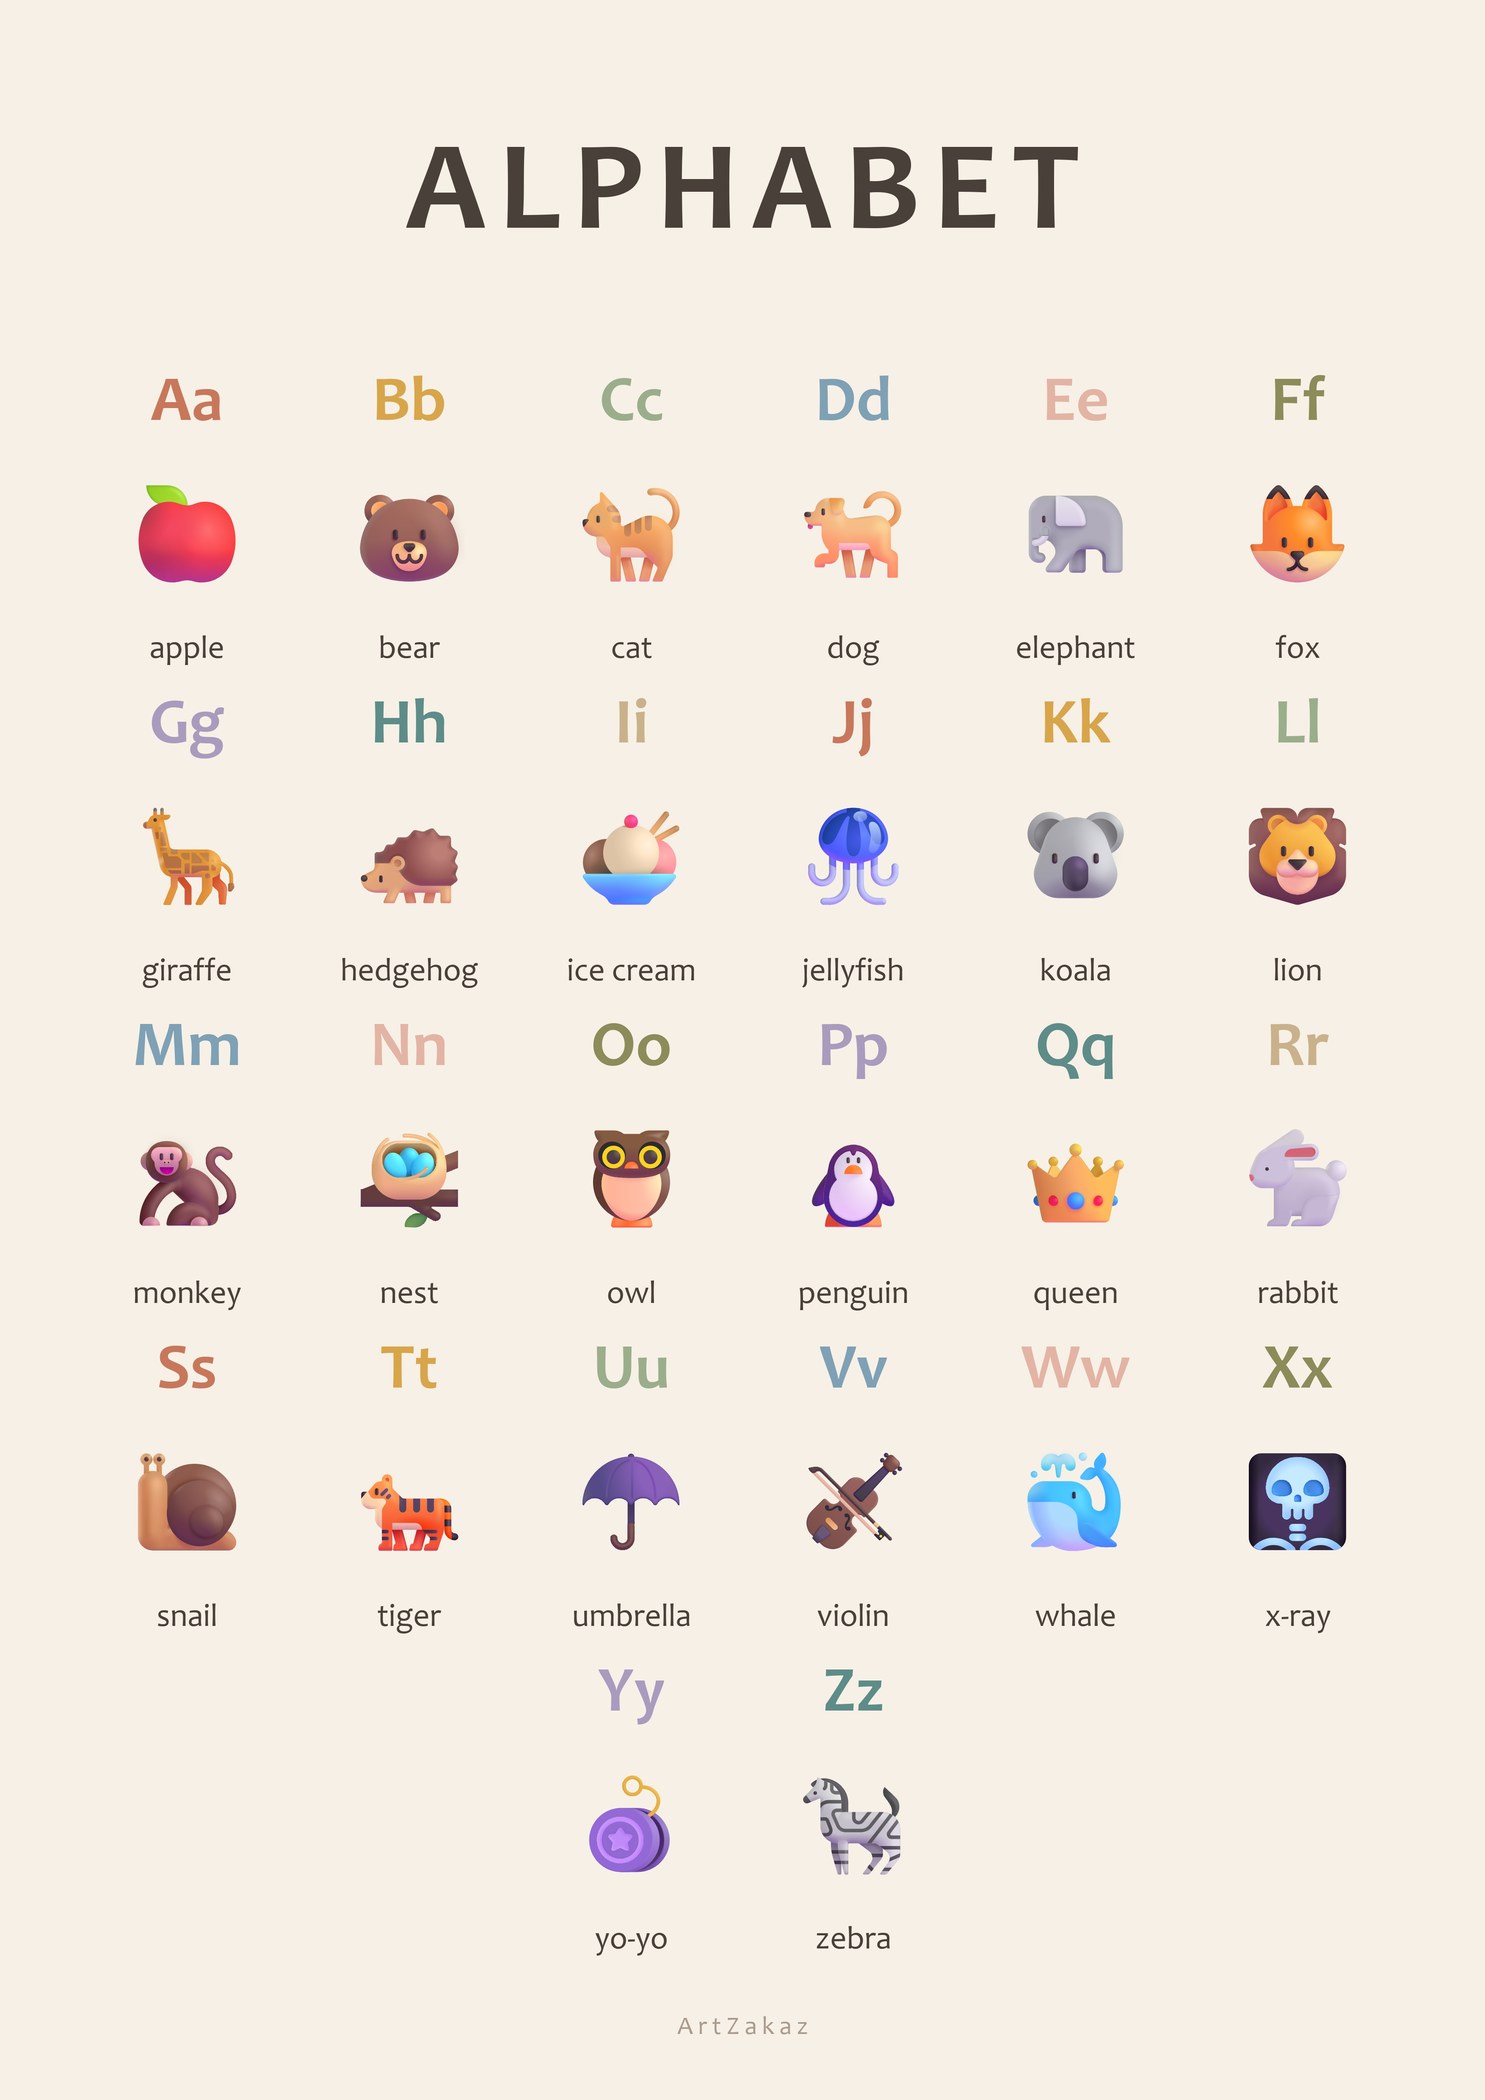 ALPHABET
Aa Bb Cc Dd Ee Ff
apple bear cat dog elephant fox
Gg Hh Ii Jj Kk Ll
giraffe hedgehog ice cream jellyfish koala lion
Mm Nn Oo Pp Qq Rr
monkey nest owl penguin queen rabbit
Ss Tt Uu Vv Ww Xx
snail tiger umbrella violin whale x-ray
Yy Zz
yo-yo zebra
ArtZakaz